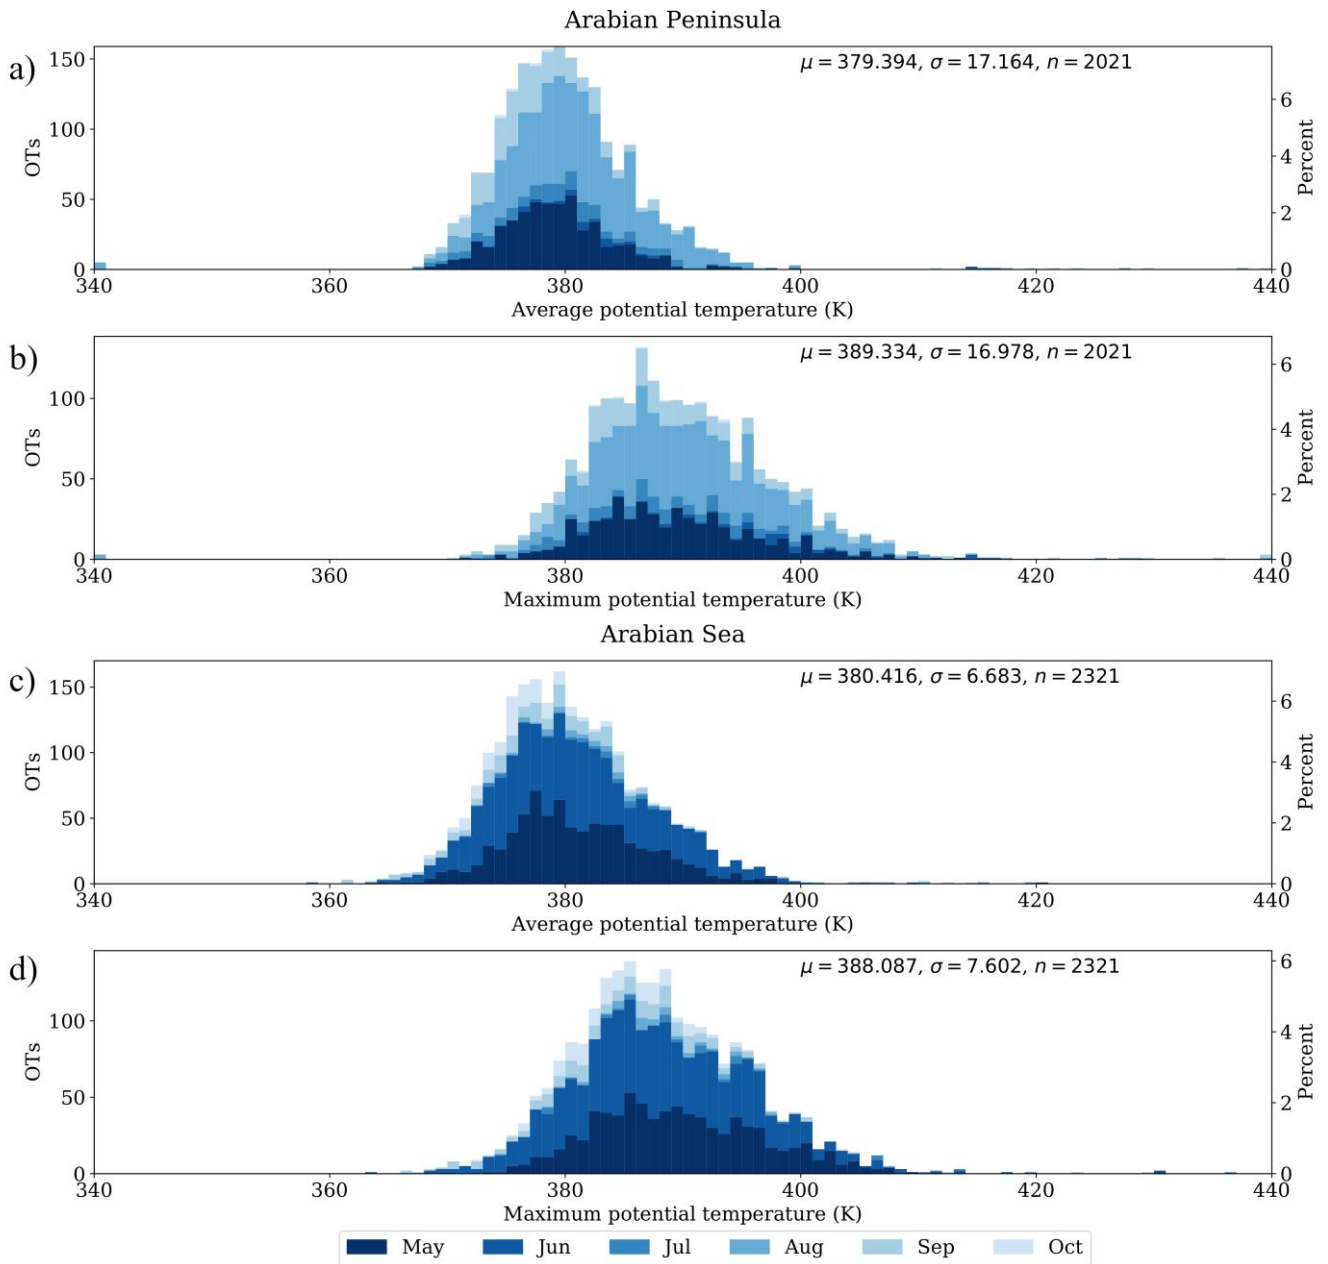 Arabian Peninsula
a)
μ = 379.394, σ = 17.164, n = 2021
150
100
50
0
OTs
6
4
2
0
Percent
340 360 380 400 420 440
Average potential temperature (K)
b)
μ = 389.334, σ = 16.978, n = 2021
100
50
0
OTs
6
4
2
0
Percent
340 360 380 400 420 440
Maximum potential temperature (K)
Arabian Sea
c)
μ = 380.416, σ = 6.683, n = 2321
150
100
50
0
OTs
6
4
2
0
Percent
340 360 380 400 420 440
Average potential temperature (K)
d)
μ = 388.087, σ = 7.602, n = 2321
100
50
0
OTs
6
4
2
0
Percent
340 360 380 400 420 440
Maximum potential temperature (K)
May Jun Jul Aug Sep Oct